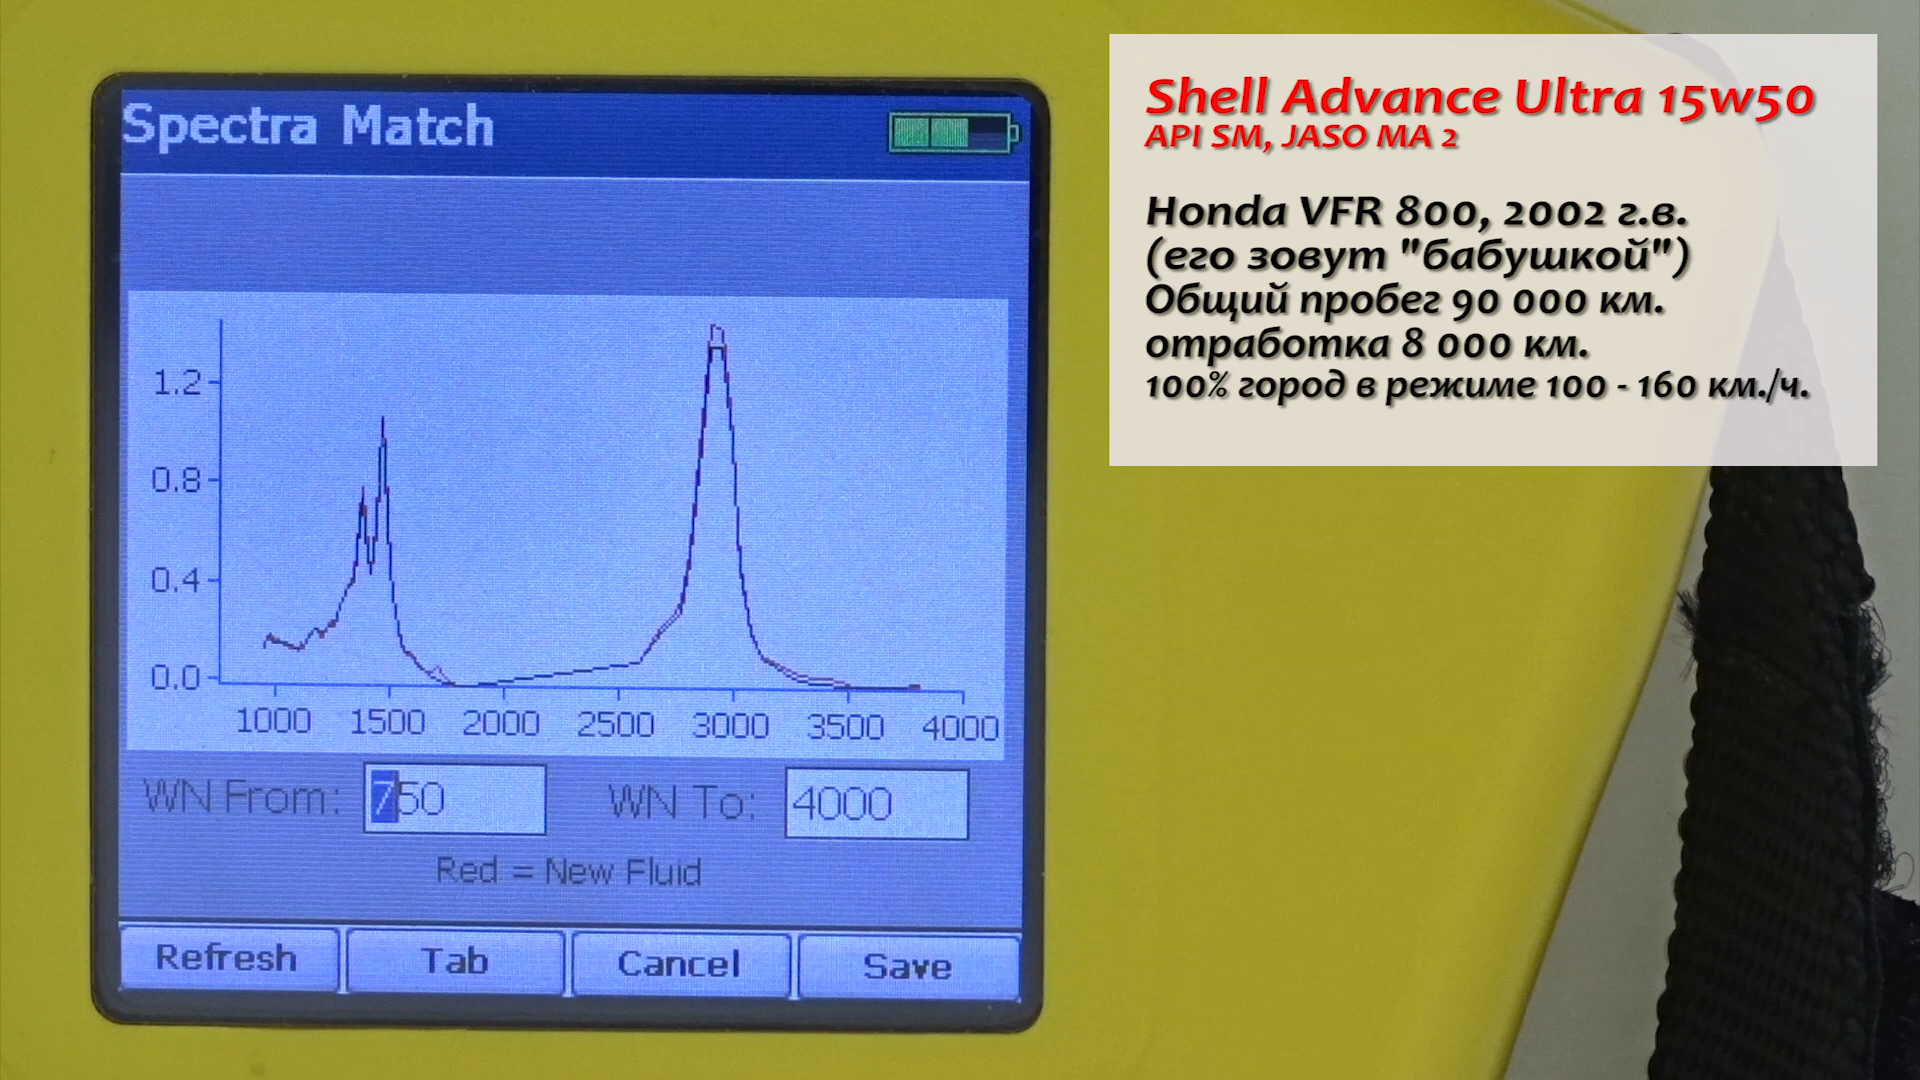 Spectra Match
1.2
0.8
0.4
0.0
1000 1500 2000 2500 3000 3500 4000
WN From: 750 WN To: 4000
Red = New Fluid
Refresh Tab Cancel Save
Shell Advance Ultra 15w50
API SM, JASO MA 2
Honda VFR 800, 2002 г.в.
(его зовут "бабушкой")
Общий пробег 90 000 км.
отработка 8 000 км.
100% город в режиме 100 - 160 км./ч.